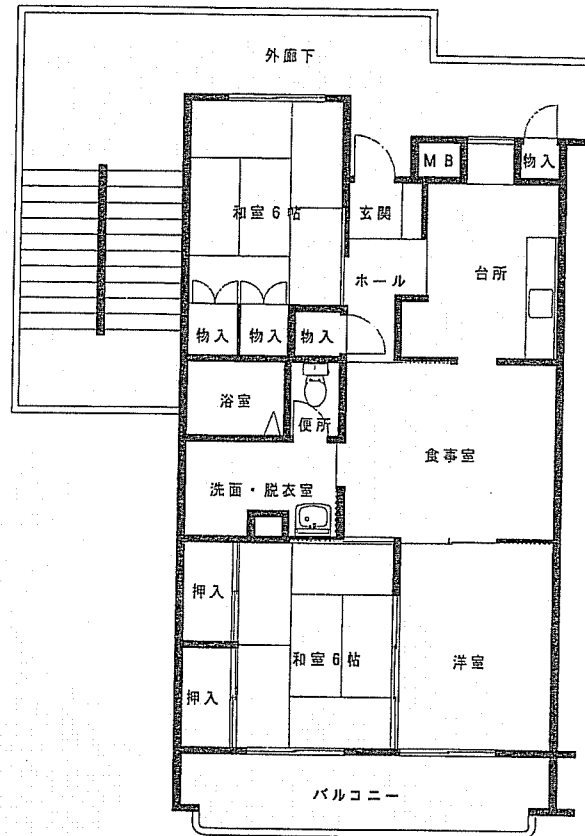 外廊下
MB
物入
和室6帖
玄関
ホール
台所
物入
物入
物入
浴室
便所
食事室
洗面・脱衣室
押入
和室6帖
洋室
押入
バルコニー